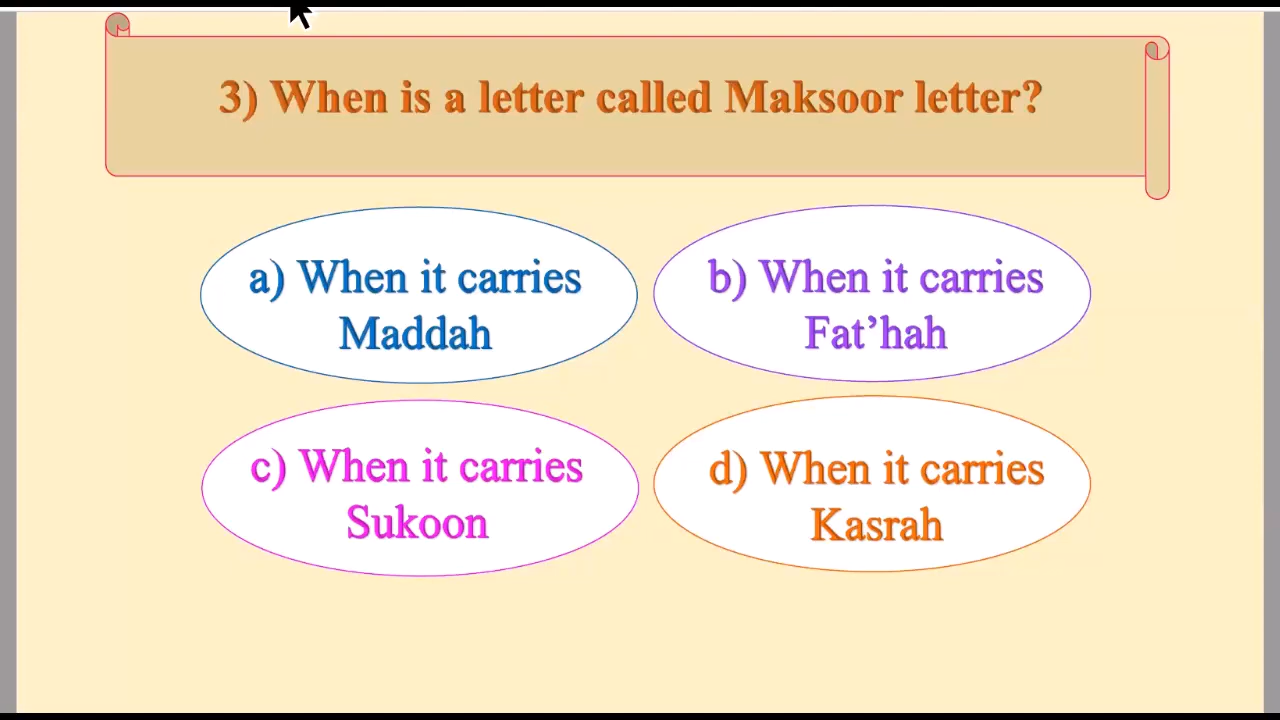 3) When is a letter called Maksoor letter?
a) When it carries
Maddah
b) When it carries
Fat’hah
c) When it carries
Sukoon
d) When it carries
Kasrah